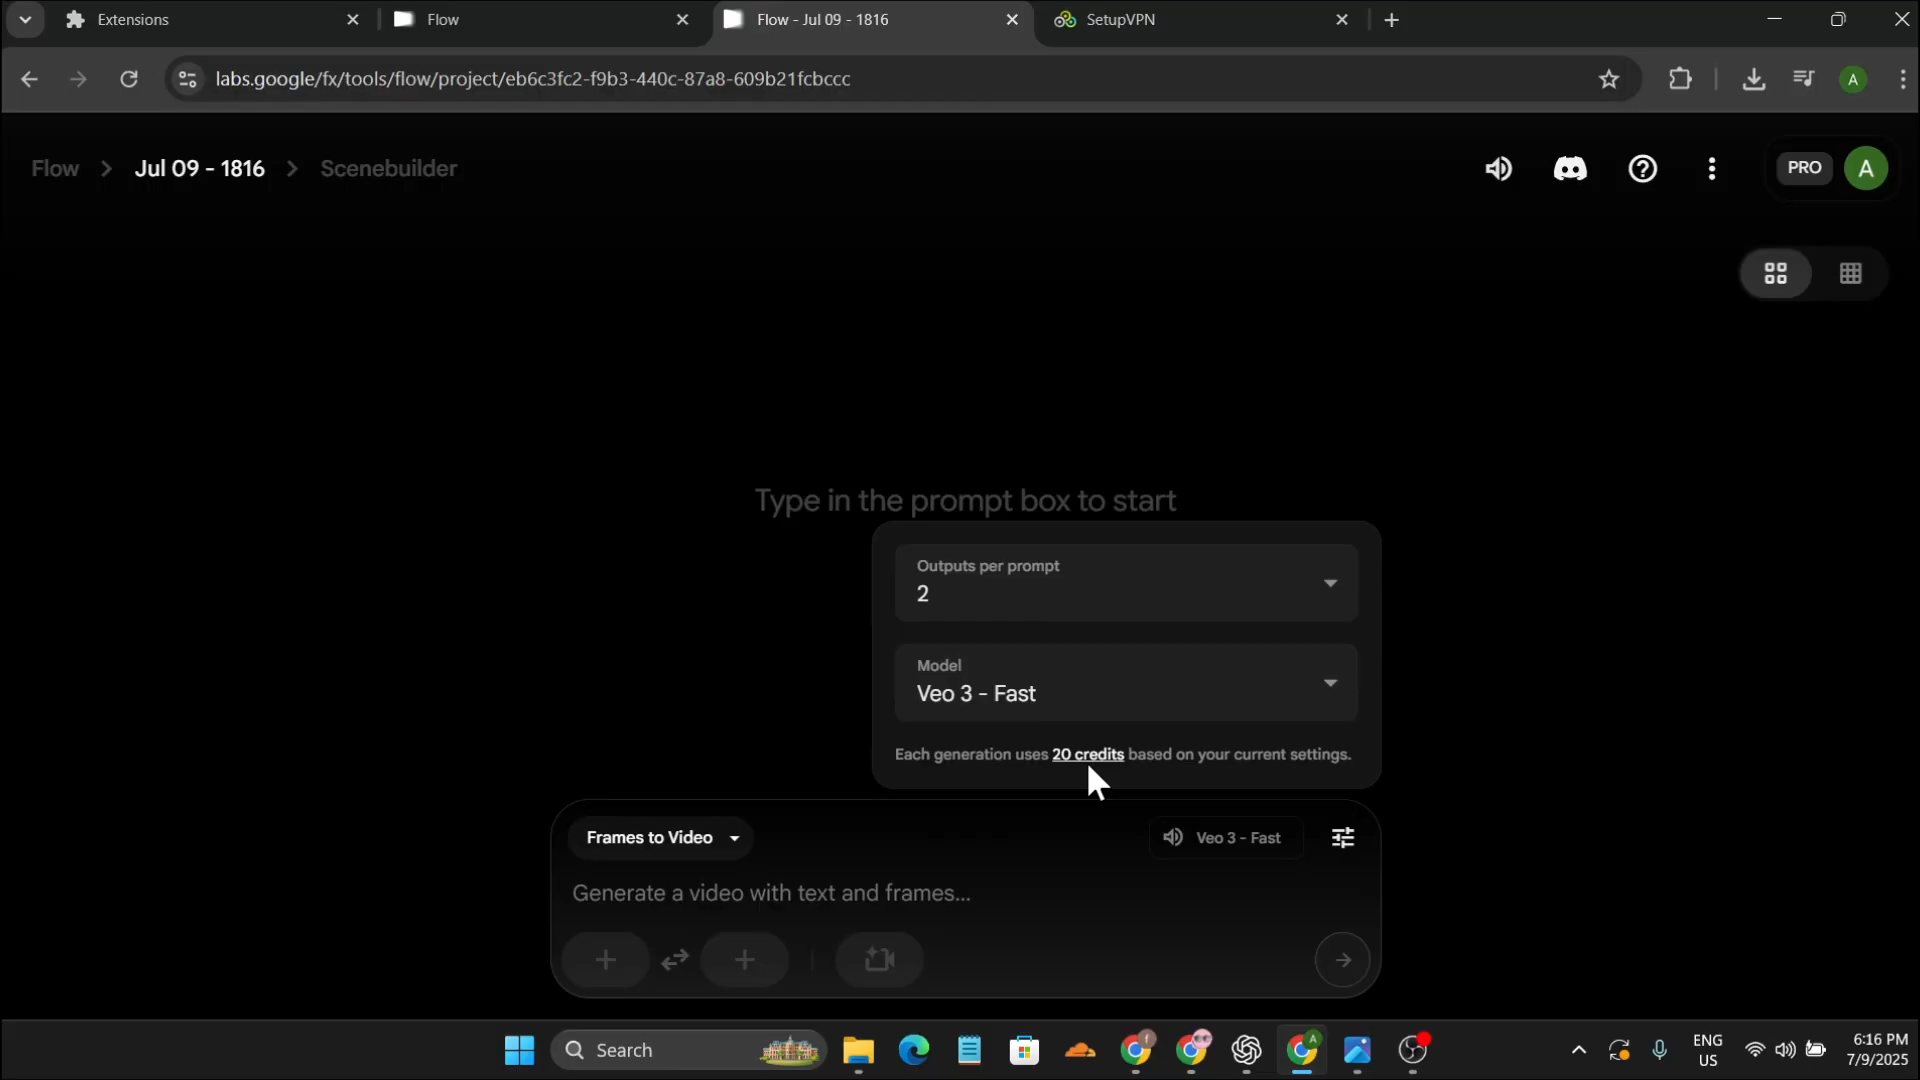 Extensions
Flow
Flow - Jul 09 - 1816
SetupVPN
labs.google/fx/tools/flow/project/eb6c3fc2-f9b3-440c-87a8-609b21fcbccc
A
Flow
Jul 09 - 1816
Scenebuilder
PRO
A
Type in the prompt box to start
Outputs per prompt
2
Model
Veo 3 - Fast
Each generation uses 20 credits based on your current settings.
Frames to Video
Veo 3 - Fast
Generate a video with text and frames...
Search
f
A
ENG
US
6:16 PM
7/9/2025